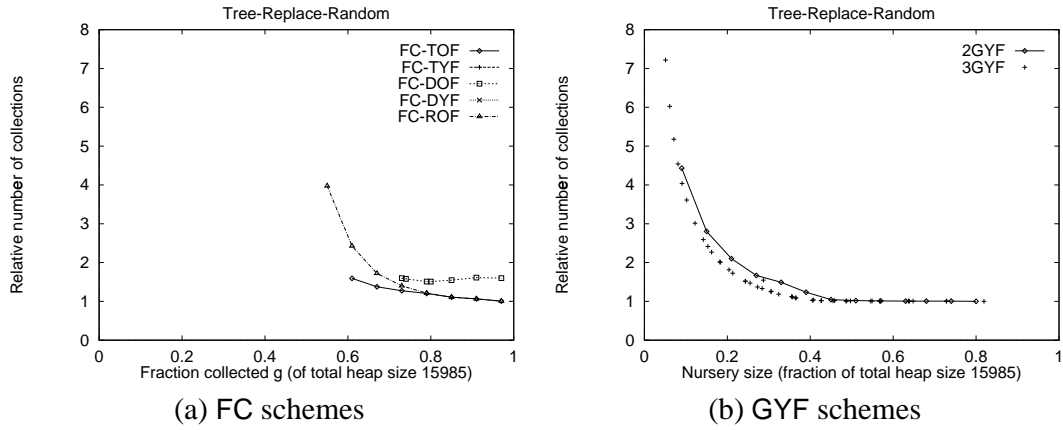 Tree-Replace-Random
Relative number of collections
8
7
6
5
4
3
2
1
0
FC-TOF
FC-TYF
FC-DOF
FC-DYF
FC-ROF
0 0.2 0.4 0.6 0.8 1
Fraction collected g (of total heap size 15985)
(a) FC schemes
Tree-Replace-Random
Relative number of collections
8
7
6
5
4
3
2
1
0
2GYF
3GYF
0 0.2 0.4 0.6 0.8 1
Nursery size (fraction of total heap size 15985)
(b) GYF schemes